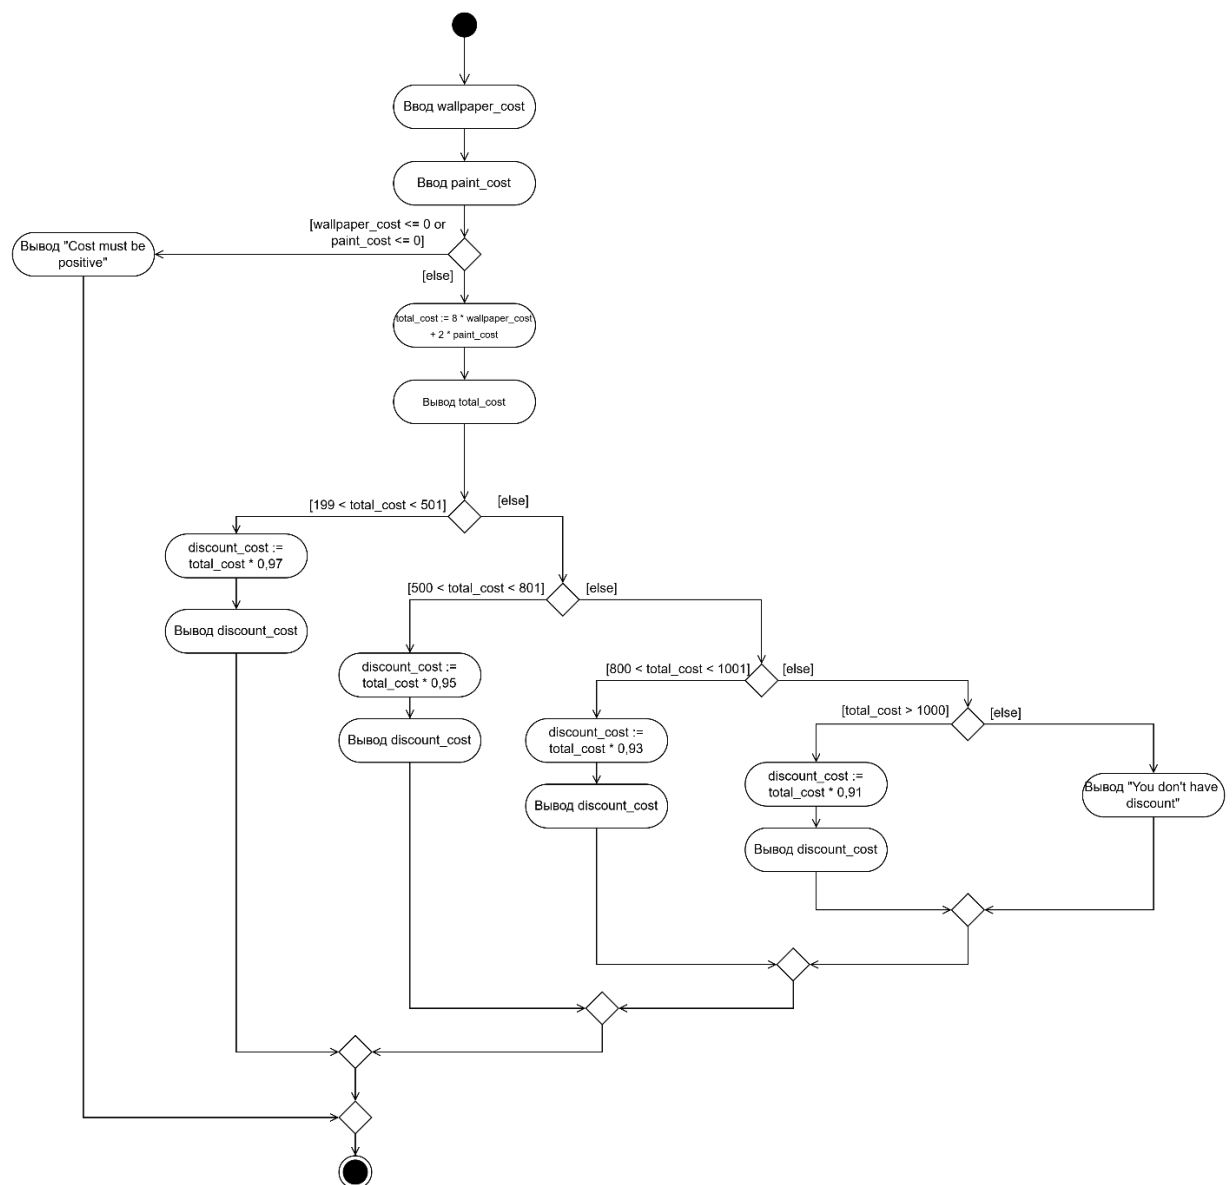 Ввод wallpaper_cost
Ввод paint_cost
[wallpaper_cost <= 0 or
paint_cost <= 0]
Вывод "Cost must be
positive"
[else]
total_cost := 8 * wallpaper_cost
+ 2 * paint_cost
Вывод total_cost
[199 < total_cost < 501]
[else]
discount_cost :=
total_cost * 0,97
Вывод discount_cost
[500 < total_cost < 801]
[else]
discount_cost :=
total_cost * 0,95
Вывод discount_cost
[800 < total_cost < 1001]
[else]
discount_cost :=
total_cost * 0,93
Вывод discount_cost
[total_cost > 1000]
[else]
discount_cost :=
total_cost * 0,91
Вывод discount_cost
Вывод "You don't have
discount"